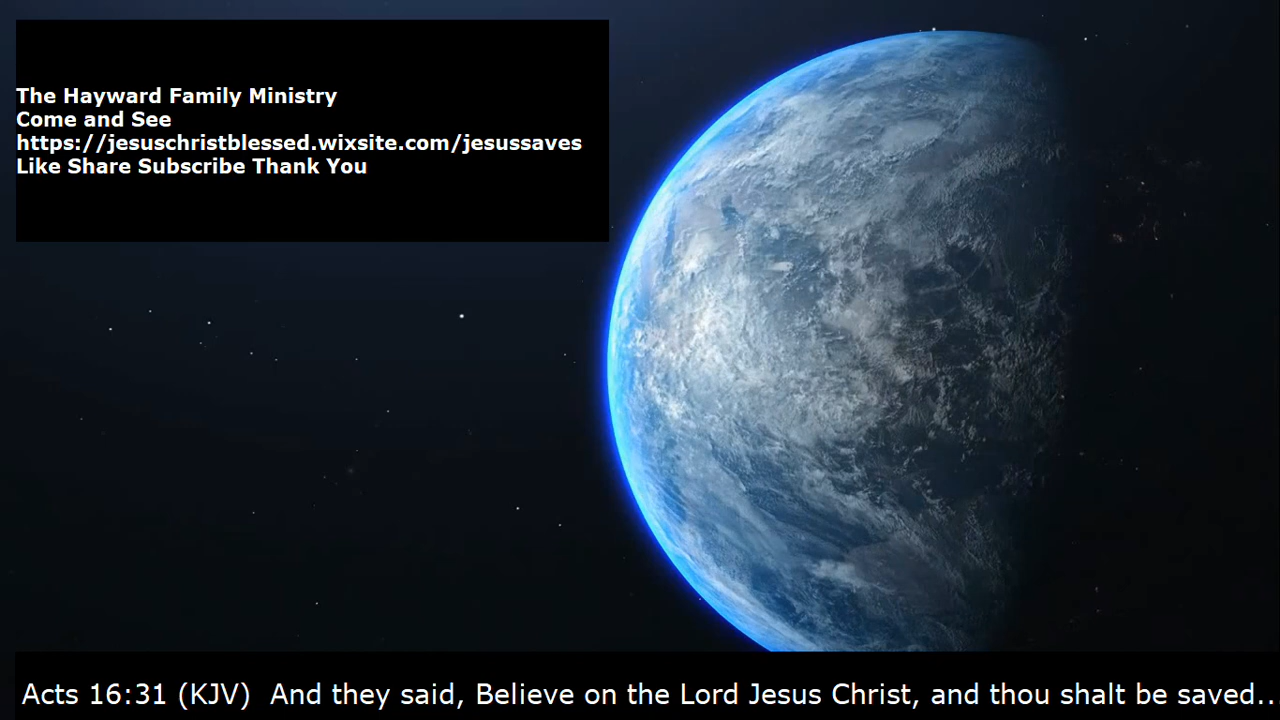 The Hayward Family Ministry
Come and See
https://jesuschristblessed.wixsite.com/jesussaves
Like Share Subscribe Thank You
Acts 16:31 (KJV)  And they said, Believe on the Lord Jesus Christ, and thou shalt be saved..